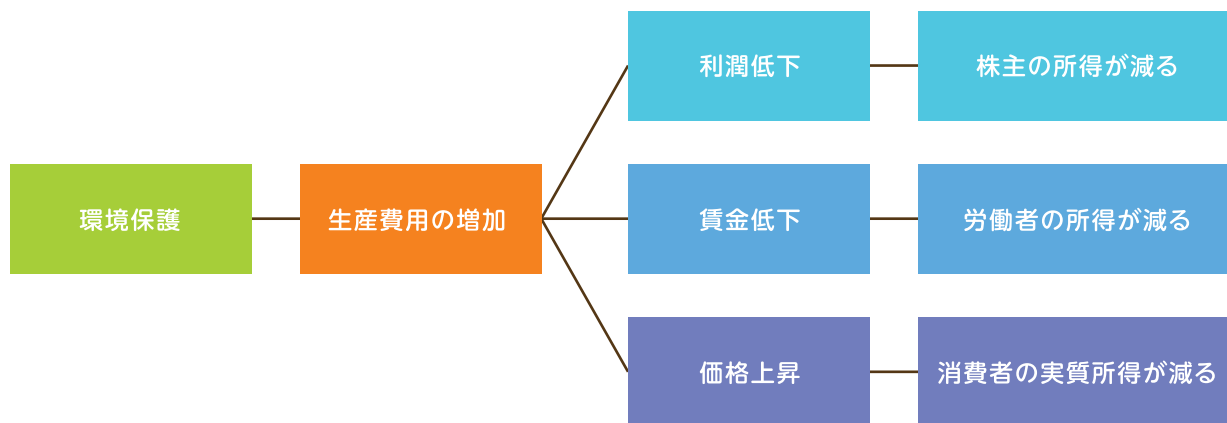 環境保護
生産費用の増加
利潤低下
株主の所得が減る
賃金低下
労働者の所得が減る
価格上昇
消費者の実質所得が減る